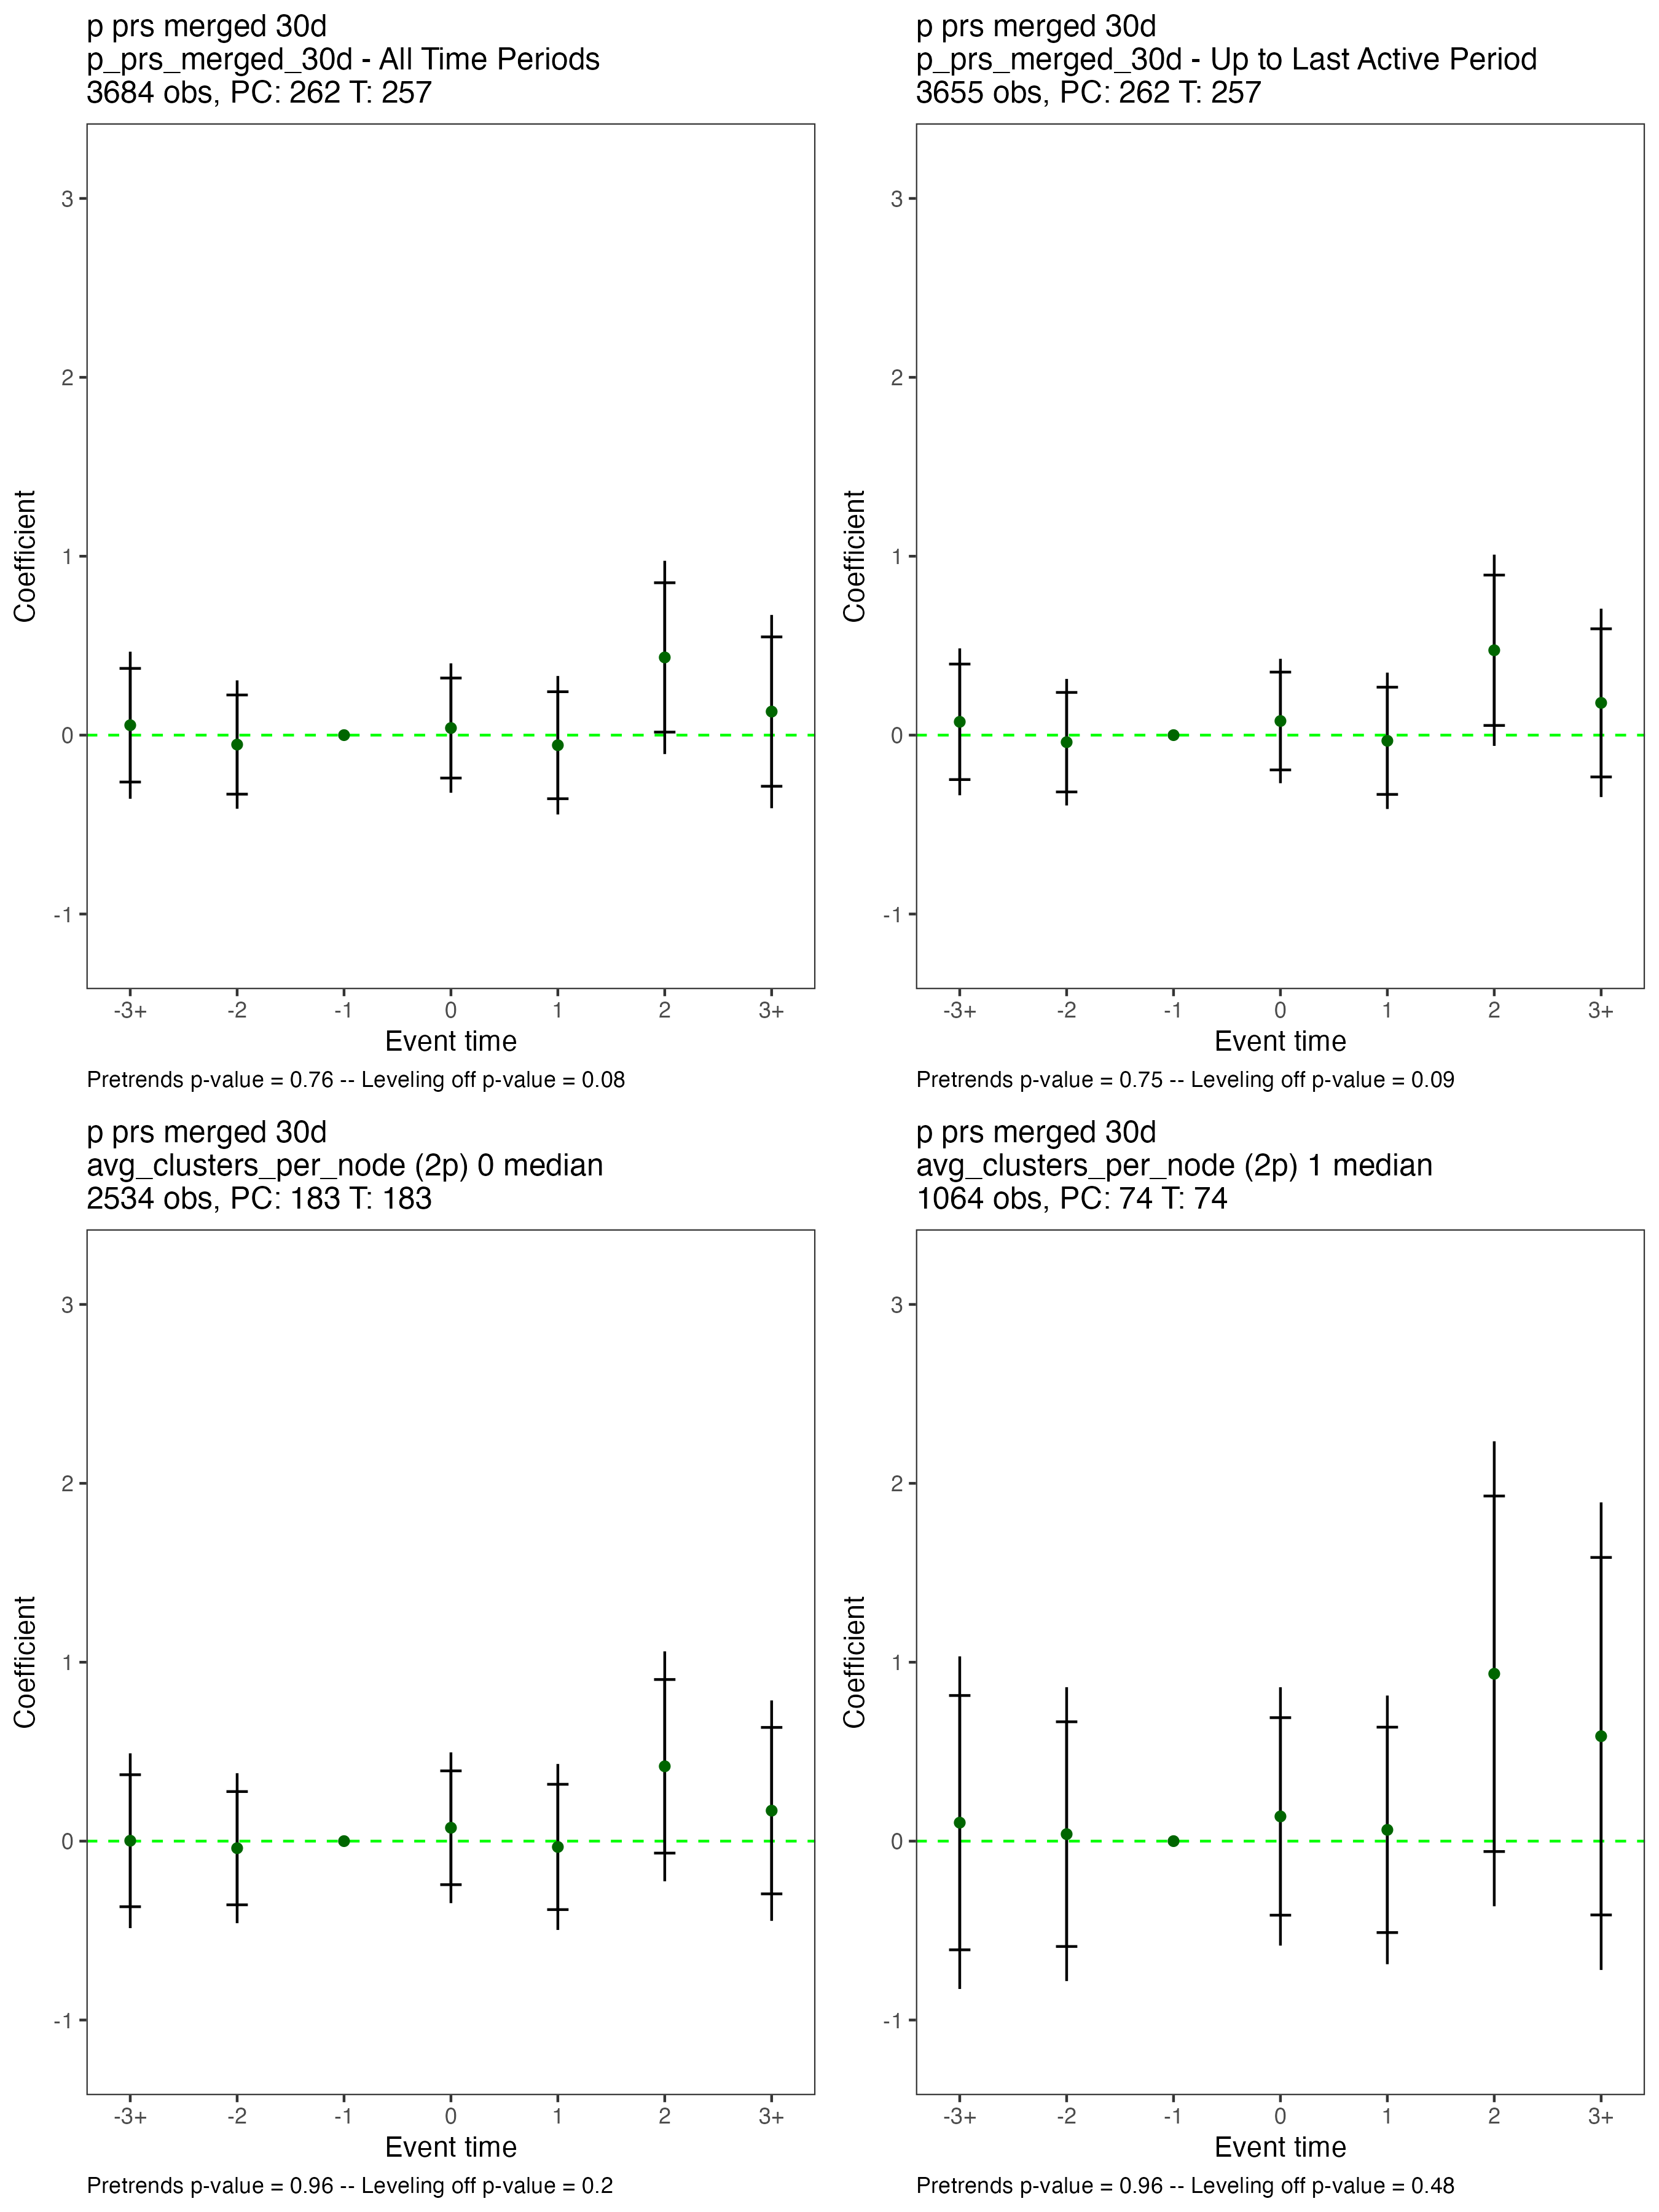 p prs merged 30d
p_prs_merged_30d - All Time Periods
3684 obs, PC: 262 T: 257
3
2
1
0
-1
Coefficient
-3+ -2 -1 0 1 2 3+
Event time
Pretrends p-value = 0.76 -- Leveling off p-value = 0.08
p prs merged 30d
p_prs_merged_30d - Up to Last Active Period
3655 obs, PC: 262 T: 257
3
2
1
0
-1
Coefficient
-3+ -2 -1 0 1 2 3+
Event time
Pretrends p-value = 0.75 -- Leveling off p-value = 0.09
p prs merged 30d
avg_clusters_per_node (2p) 0 median
2534 obs, PC: 183 T: 183
3
2
1
0
-1
Coefficient
-3+ -2 -1 0 1 2 3+
Event time
Pretrends p-value = 0.96 -- Leveling off p-value = 0.2
p prs merged 30d
avg_clusters_per_node (2p) 1 median
1064 obs, PC: 74 T: 74
3
2
1
0
-1
Coefficient
-3+ -2 -1 0 1 2 3+
Event time
Pretrends p-value = 0.96 -- Leveling off p-value = 0.48